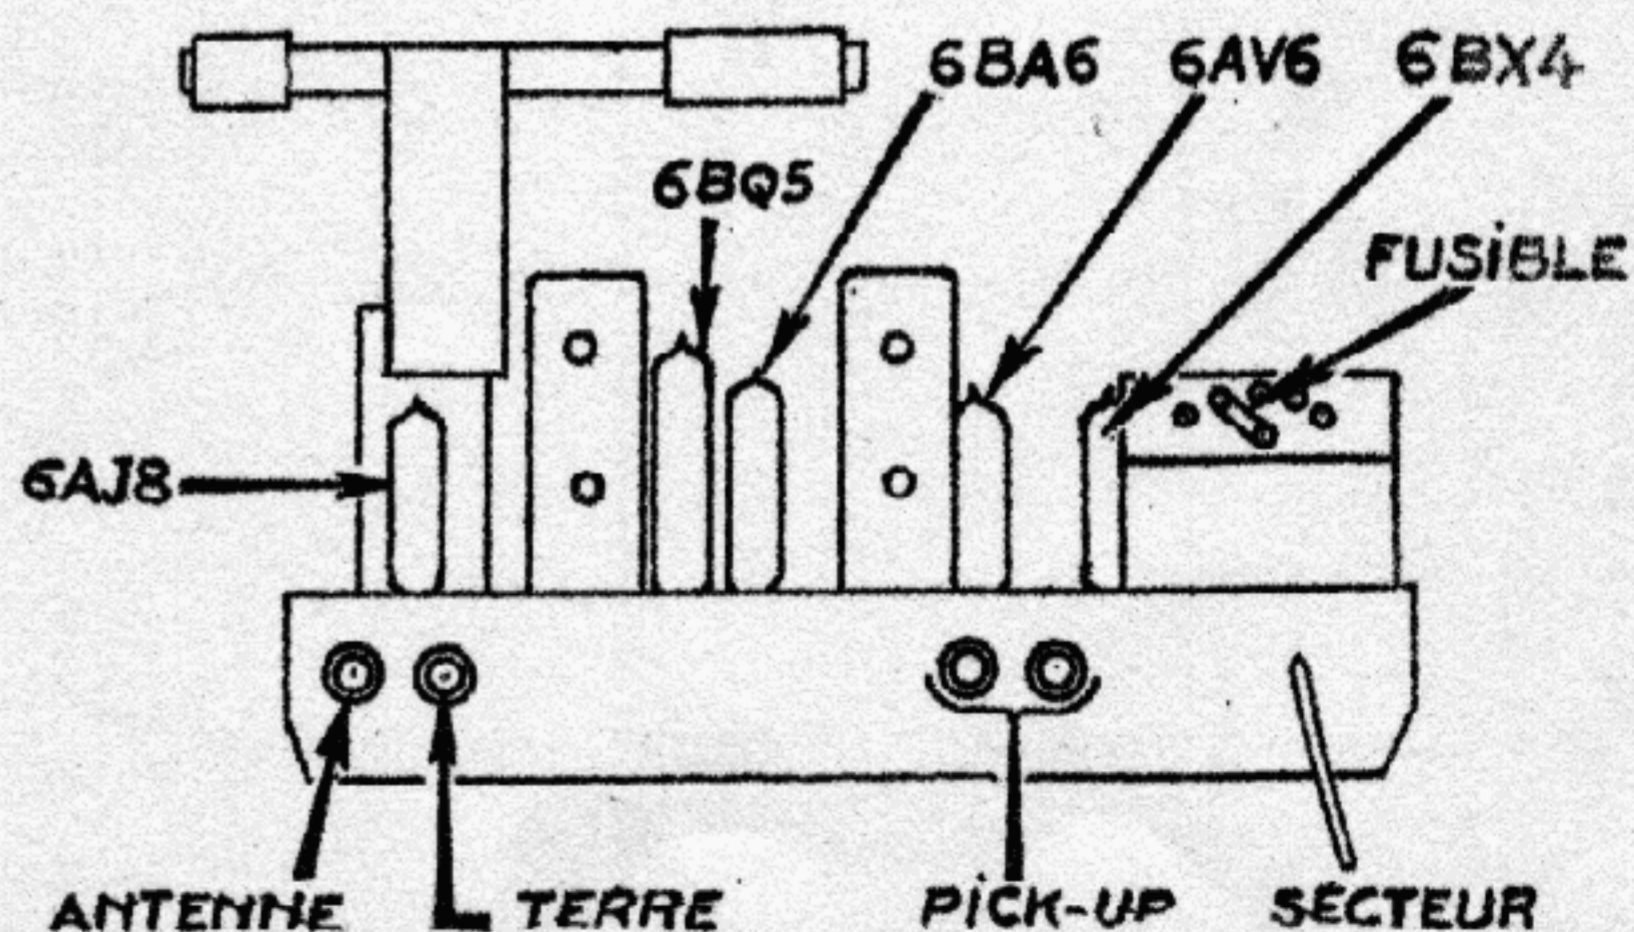 6BA6 6AV6 6BX4
6BQ5
FUSiBLE
6AJ8
ANTENNE TERRE PiCK-UP SECTEUR